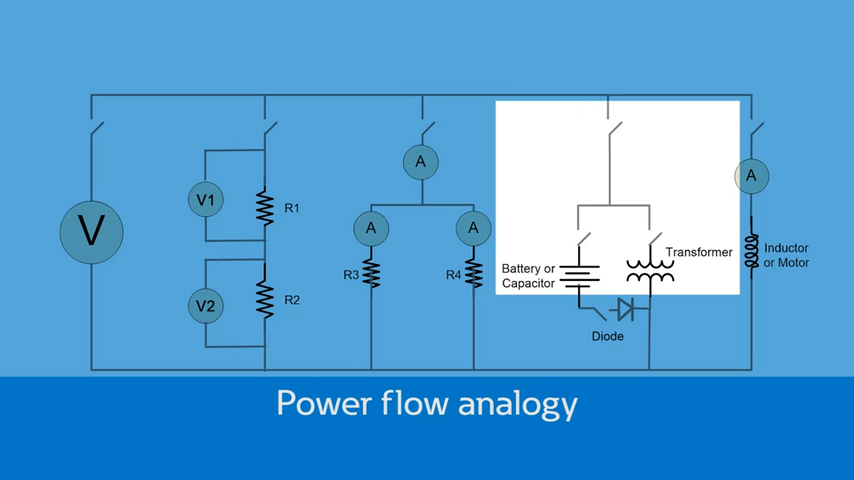 V
V1
R1
V2
R2
A
A
A
R3
R4
Battery or
Capacitor
Transformer
Diode
A
Inductor
or Motor
Power flow analogy